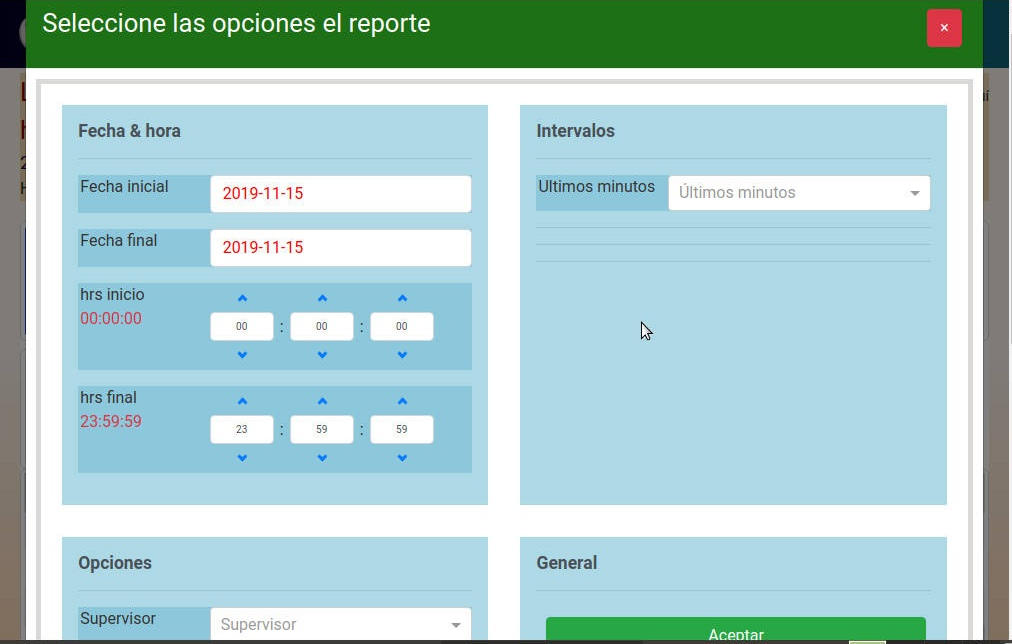 Seleccione las opciones el reporte
×
Fecha & hora
Fecha inicial
2019-11-15
Fecha final
2019-11-15
hrs inicio
00:00:00
00 : 00 : 00
hrs final
23:59:59
23 : 59 : 59
Intervalos
Ultimos minutos
Últimos minutos
Opciones
Supervisor
Supervisor
General
Aceptar